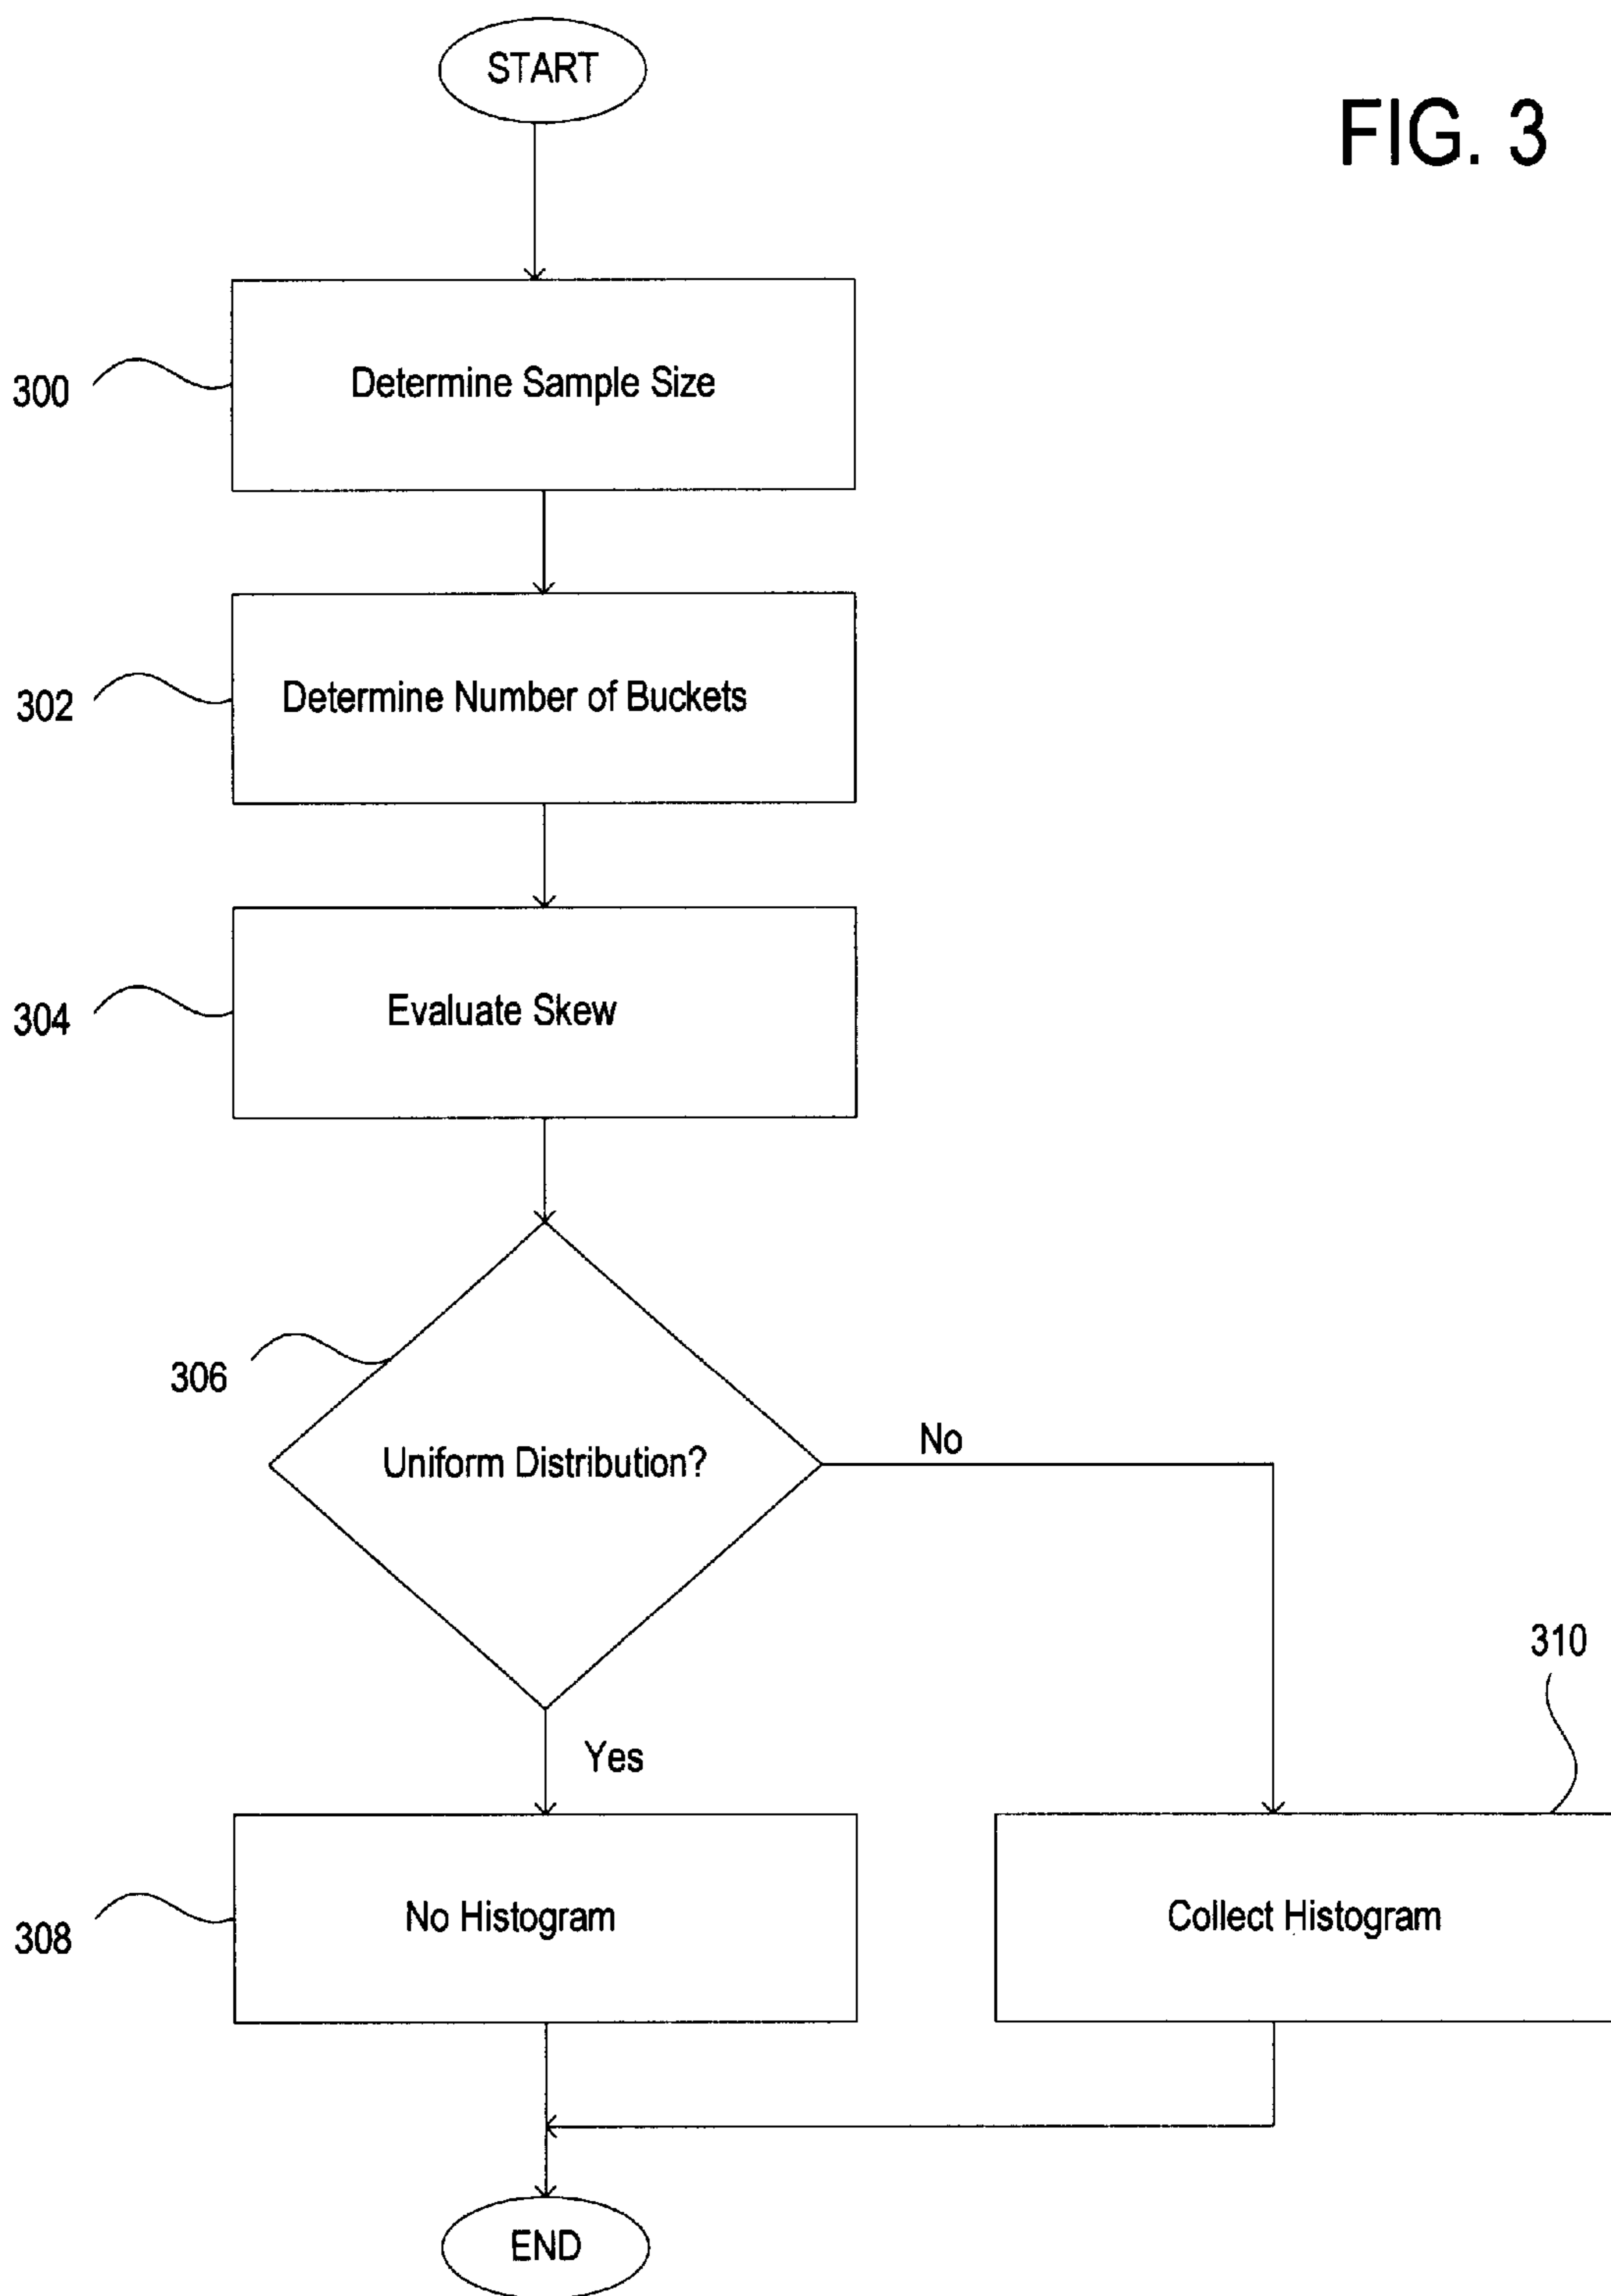 START
FIG. 3
300
Determine Sample Size
302
Determine Number of Buckets
304
Evaluate Skew
306
Uniform Distribution?
No
310
Yes
308
No Histogram
Collect Histogram
END